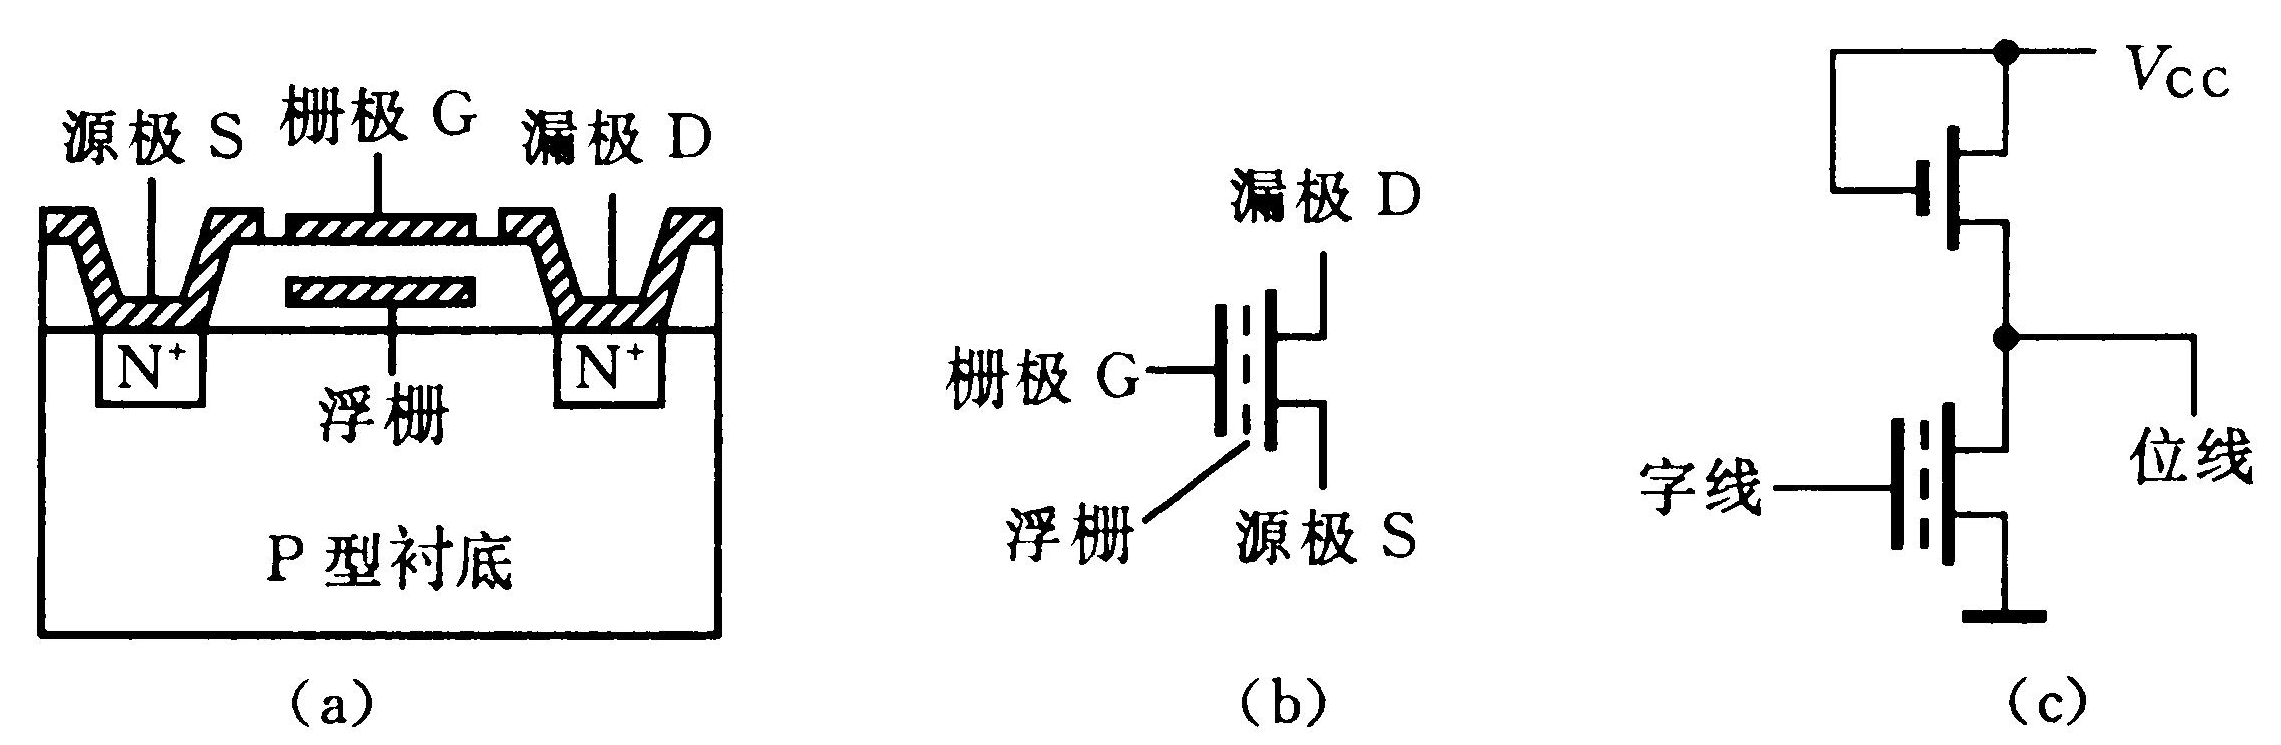 源极 S
栅极 G
漏极 D
N⁺
N⁺
浮栅
P 型衬底
(a)
漏极 D
栅极 G
浮栅
源极 S
(b)
V_CC
字线
位线
(c)